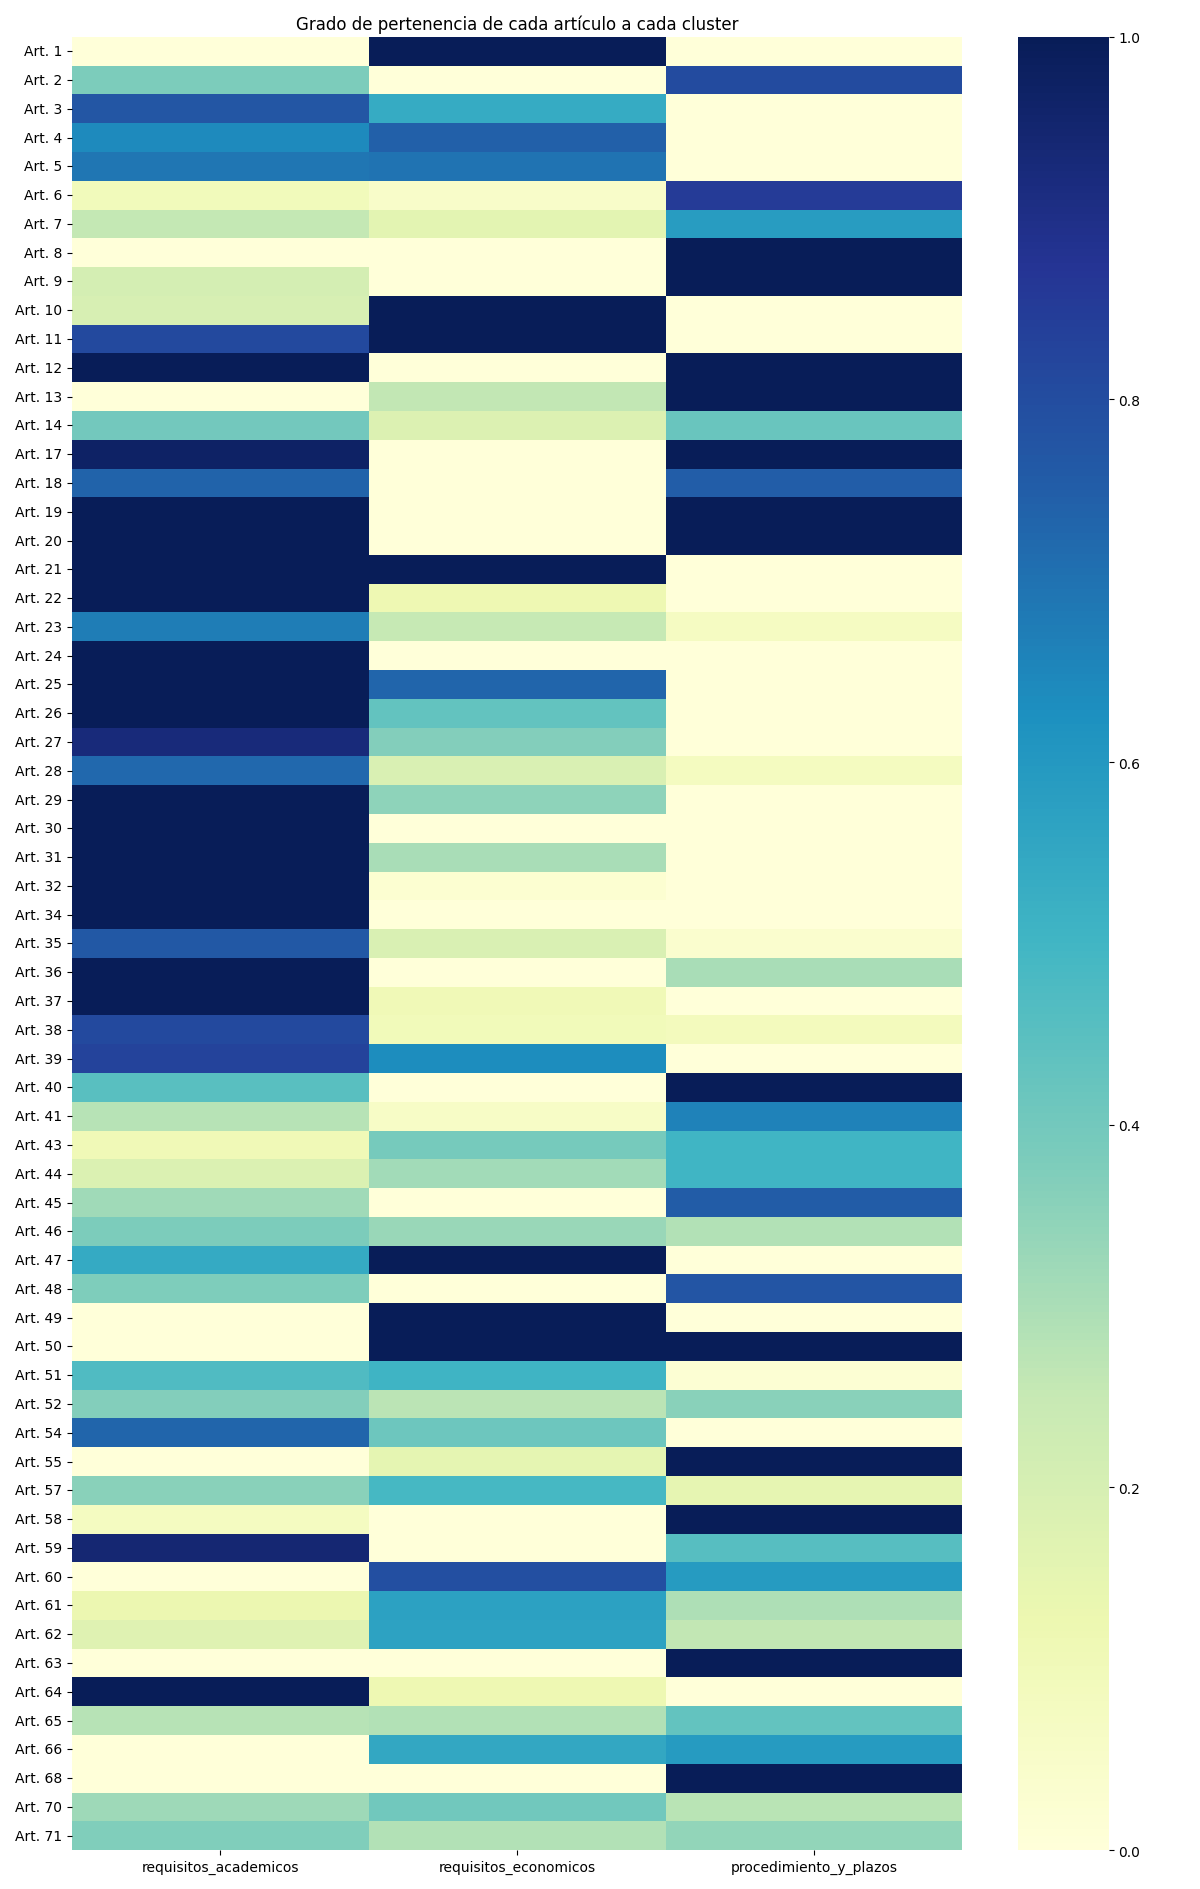 Grado de pertenencia de cada artículo a cada cluster
Art. 1
Art. 2
Art. 3
Art. 4
Art. 5
Art. 6
Art. 7
Art. 8
Art. 9
Art. 10
Art. 11
Art. 12
Art. 13
Art. 14
Art. 17
Art. 18
Art. 19
Art. 20
Art. 21
Art. 22
Art. 23
Art. 24
Art. 25
Art. 26
Art. 27
Art. 28
Art. 29
Art. 30
Art. 31
Art. 32
Art. 34
Art. 35
Art. 36
Art. 37
Art. 38
Art. 39
Art. 40
Art. 41
Art. 43
Art. 44
Art. 45
Art. 46
Art. 47
Art. 48
Art. 49
Art. 50
Art. 51
Art. 52
Art. 54
Art. 55
Art. 57
Art. 58
Art. 59
Art. 60
Art. 61
Art. 62
Art. 63
Art. 64
Art. 65
Art. 66
Art. 68
Art. 70
Art. 71
requisitos_academicos
requisitos_economicos
procedimiento_y_plazos
1.0
0.8
0.6
0.4
0.2
0.0